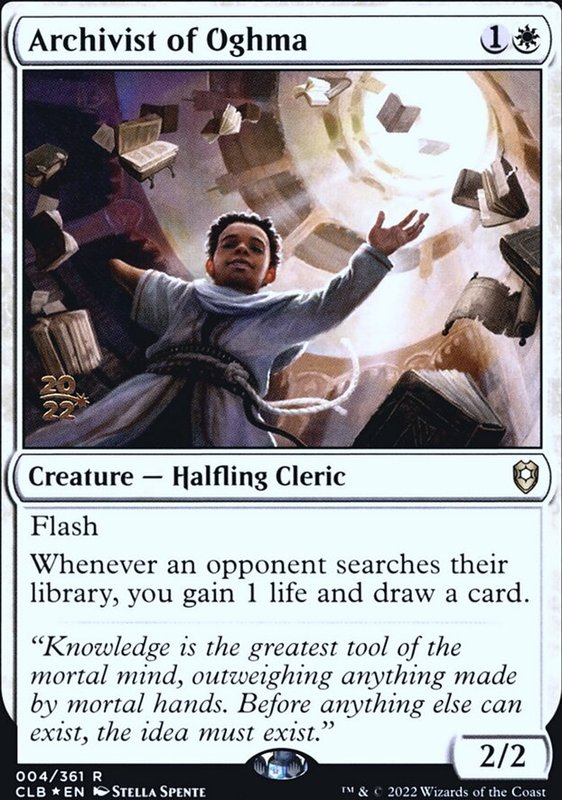 Archivist of Oghma 1
20
22
Creature — Halfling Cleric
Flash
Whenever an opponent searches their
library, you gain 1 life and draw a card.
“Knowledge is the greatest tool of the
mortal mind, outweighing anything made
by mortal hands. Before anything else can
exist, the idea must exist.”
2/2
004/361 R
CLB ★ EN Stella Spente
™ & © 2022 Wizards of the Coast